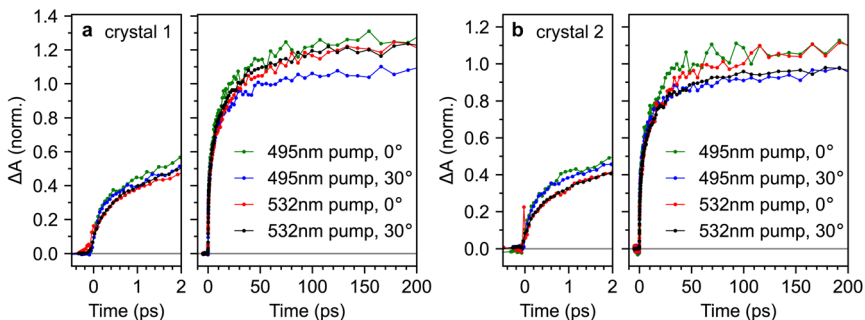 a crystal 1
ΔA (norm.)
1.4
1.2
1.0
0.8
0.6
0.4
0.2
0.0
495nm pump, 0°
495nm pump, 30°
532nm pump, 0°
532nm pump, 30°
0 1 2
0 50 100 150 200
Time (ps)
Time (ps)
b crystal 2
ΔA (norm.)
1.2
1.0
0.8
0.6
0.4
0.2
0.0
495nm pump, 0°
495nm pump, 30°
532nm pump, 0°
532nm pump, 30°
0 1 2
0 50 100 150 200
Time (ps)
Time (ps)